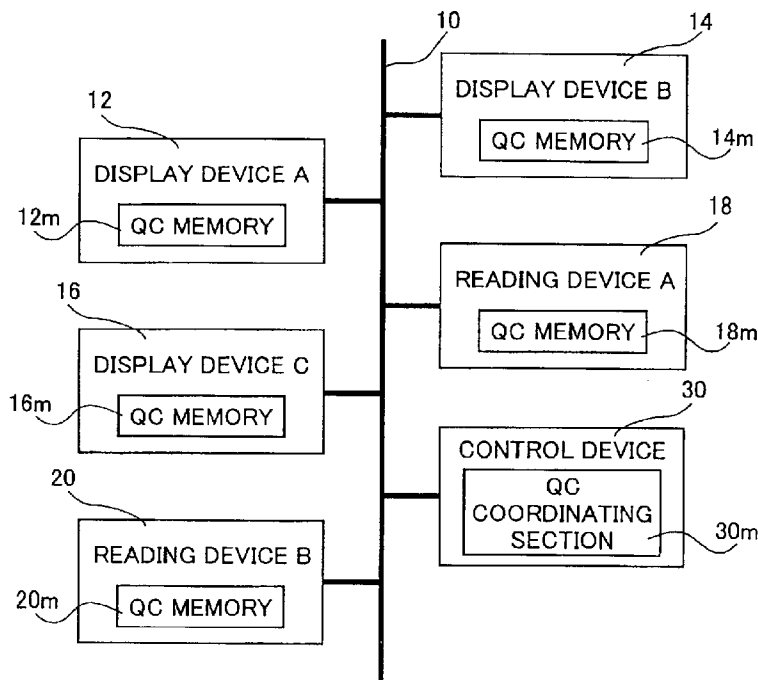 10
14
DISPLAY DEVICE B
QC MEMORY
14m
12
DISPLAY DEVICE A
12m
QC MEMORY
18
READING DEVICE A
QC MEMORY
18m
16
DISPLAY DEVICE C
16m
QC MEMORY
30
CONTROL DEVICE
QC
COORDINATING
SECTION
30m
20
READING DEVICE B
20m
QC MEMORY